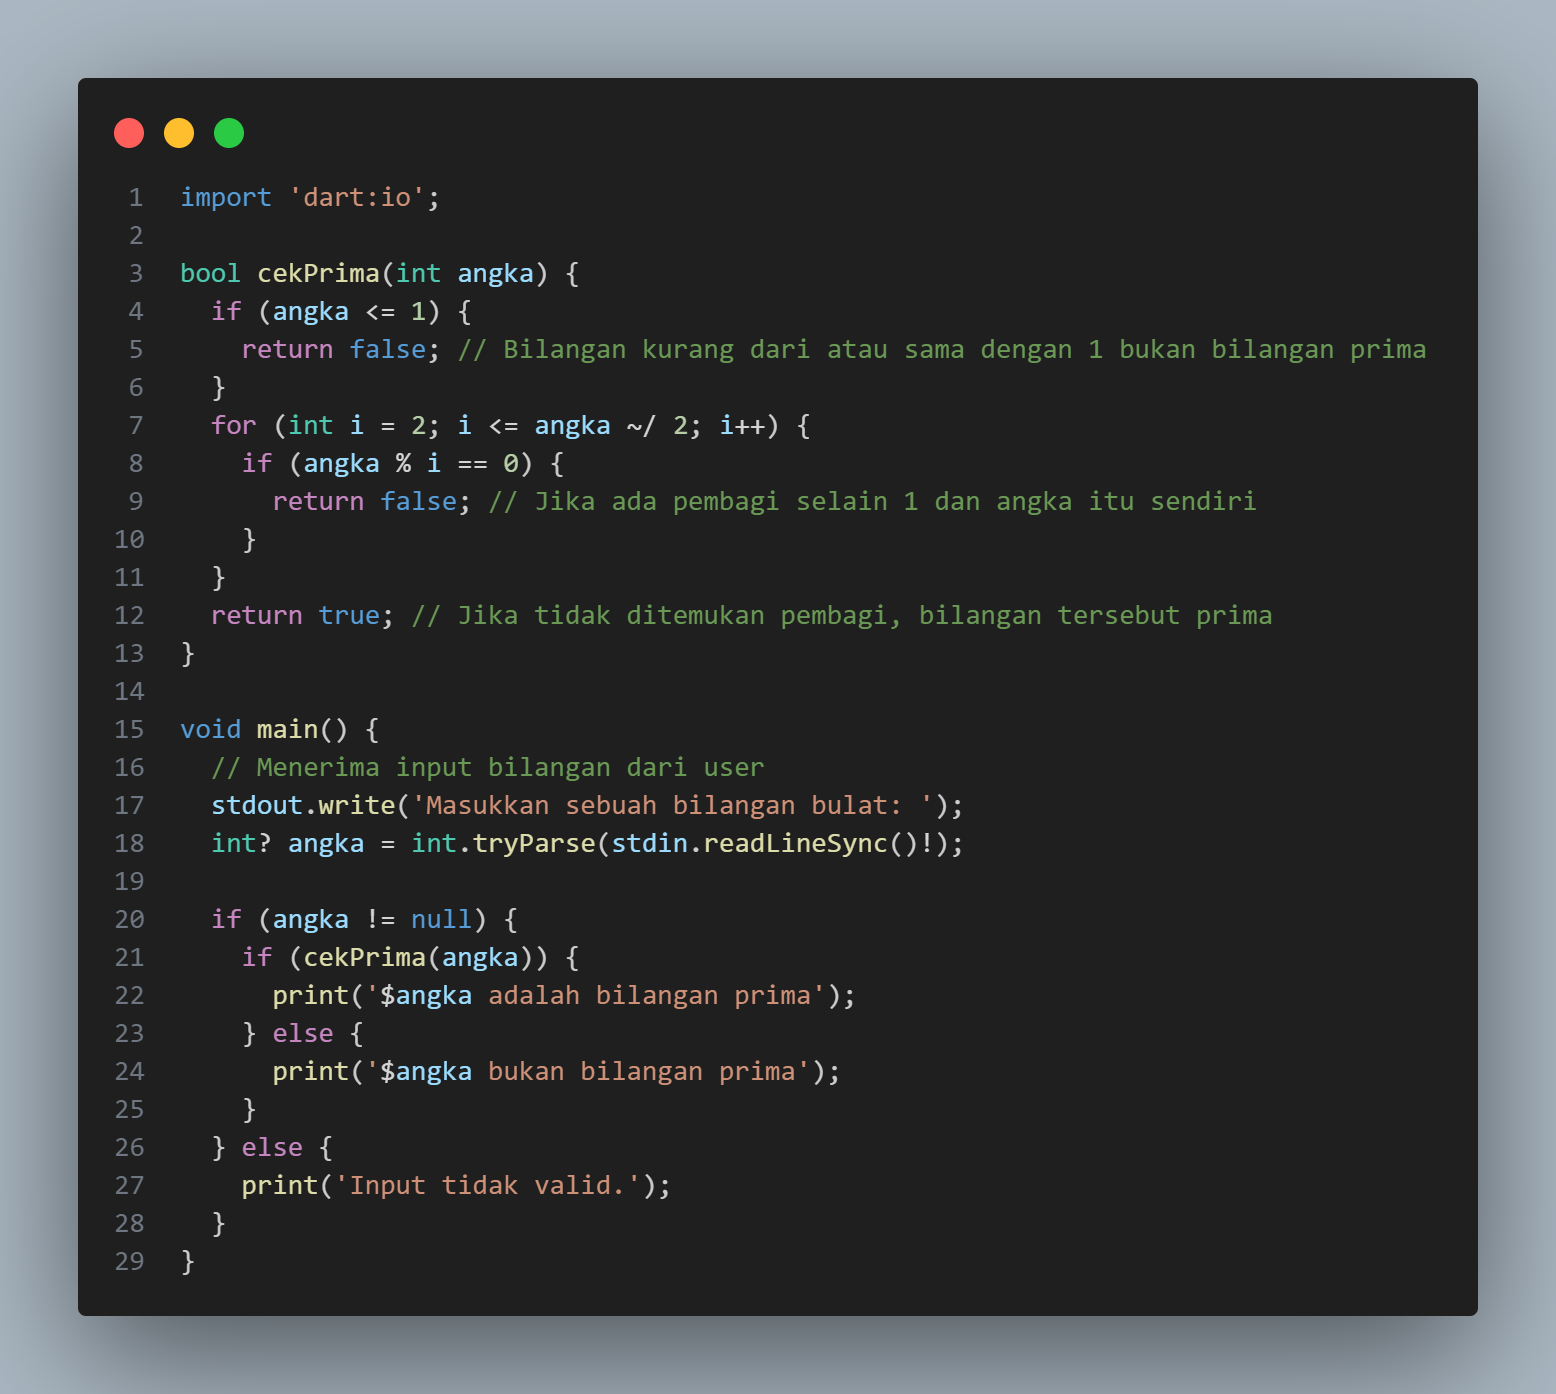 1 import 'dart:io';
2
3 bool cekPrima(int angka) {
4   if (angka <= 1) {
5     return false; // Bilangan kurang dari atau sama dengan 1 bukan bilangan prima
6   }
7   for (int i = 2; i <= angka ~/ 2; i++) {
8     if (angka % i == 0) {
9       return false; // Jika ada pembagi selain 1 dan angka itu sendiri
10     }
11   }
12   return true; // Jika tidak ditemukan pembagi, bilangan tersebut prima
13 }
14
15 void main() {
16   // Menerima input bilangan dari user
17   stdout.write('Masukkan sebuah bilangan bulat: ');
18   int? angka = int.tryParse(stdin.readLineSync()!);
19
20   if (angka != null) {
21     if (cekPrima(angka)) {
22       print('$angka adalah bilangan prima');
23     } else {
24       print('$angka bukan bilangan prima');
25     }
26   } else {
27     print('Input tidak valid.');
28   }
29 }